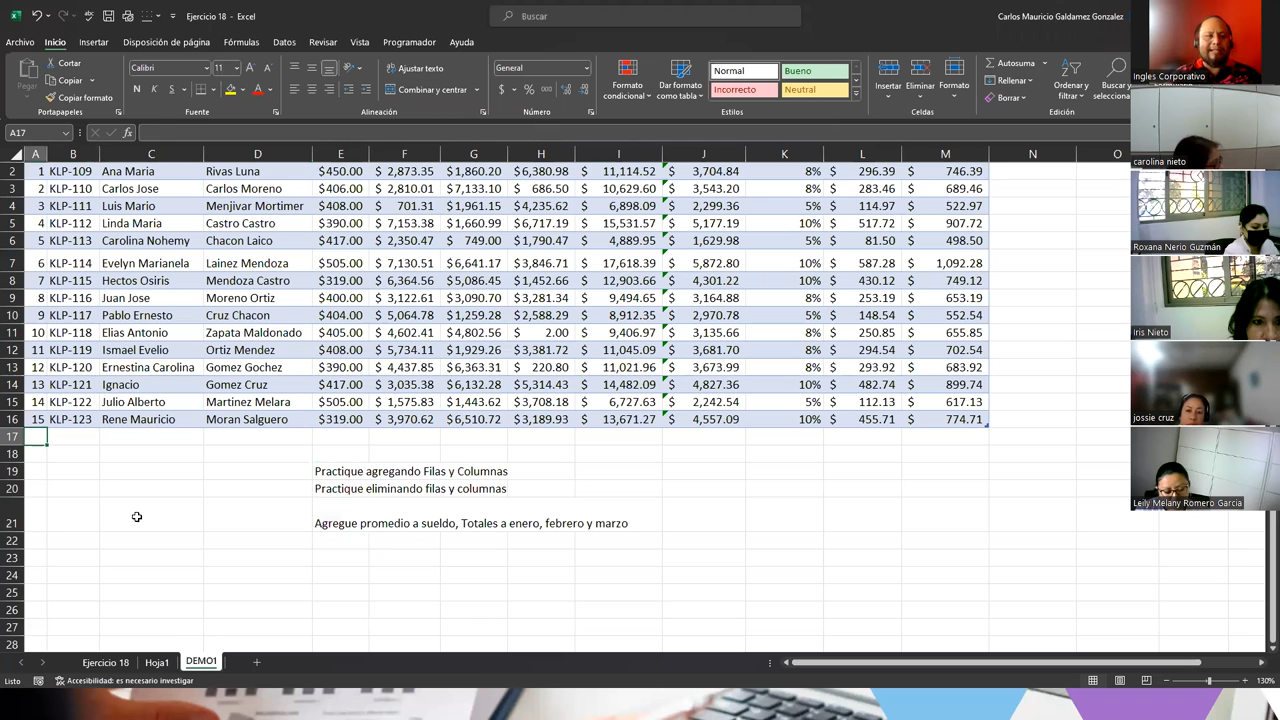 Ejercicio 18 - Excel
Buscar
Carlos Mauricio Galdamez Gonzalez
Archivo Inicio Insertar Disposición de página Fórmulas Datos Revisar Vista Programador Ayuda
Pegar
Cortar
Copiar
Copiar formato
Portapapeles
Calibri 11
N K S
Fuente
Ajustar texto
Combinar y centrar
Alineación
General
$ % 000
Número
Formato condicional
Dar formato como tabla
Normal Bueno
Incorrecto Neutral
Estilos
Insertar Eliminar Formato
Celdas
Autosuma
Rellenar
Borrar
Ordenar y filtrar
Buscar y selecciona
A17
fx
A B C D E F G H I J K L M N O
2 1 KLP-109 Ana Maria Rivas Luna $450.00 $ 2,873.35 $1,860.20 $6,380.98 $ 11,114.52 $ 3,704.84 8% $ 296.39 $ 746.39
3 2 KLP-110 Carlos Jose Carlos Moreno $406.00 $ 2,810.01 $7,133.10 $ 686.50 $ 10,629.60 $ 3,543.20 8% $ 283.46 $ 689.46
4 3 KLP-111 Luis Mario Menjivar Mortimer $408.00 $ 701.31 $1,961.15 $4,235.62 $ 6,898.09 $ 2,299.36 5% $ 114.97 $ 522.97
5 4 KLP-112 Linda Maria Castro Castro $390.00 $ 7,153.38 $1,660.99 $6,717.19 $ 15,531.57 $ 5,177.19 10% $ 517.72 $ 907.72
6 5 KLP-113 Carolina Nohemy Chacon Laico $417.00 $ 2,350.47 $ 749.00 $1,790.47 $ 4,889.95 $ 1,629.98 5% $ 81.50 $ 498.50
7 6 KLP-114 Evelyn Marianela Lainez Mendoza $505.00 $ 7,130.51 $6,641.17 $3,846.71 $ 17,618.39 $ 5,872.80 10% $ 587.28 $ 1,092.28
8 7 KLP-115 Hectos Osiris Mendoza Castro $319.00 $ 6,364.56 $5,086.45 $1,452.66 $ 12,903.66 $ 4,301.22 10% $ 430.12 $ 749.12
9 8 KLP-116 Juan Jose Moreno Ortiz $400.00 $ 3,122.61 $3,090.70 $3,281.34 $ 9,494.65 $ 3,164.88 8% $ 253.19 $ 653.19
10 9 KLP-117 Pablo Ernesto Cruz Chacon $404.00 $ 5,064.78 $1,259.28 $2,588.29 $ 8,912.35 $ 2,970.78 5% $ 148.54 $ 552.54
11 10 KLP-118 Elias Antonio Zapata Maldonado $405.00 $ 4,602.41 $4,802.56 $ 2.00 $ 9,406.97 $ 3,135.66 8% $ 250.85 $ 655.85
12 11 KLP-119 Ismael Evelio Ortiz Mendez $408.00 $ 5,734.11 $1,929.26 $3,381.72 $ 11,045.09 $ 3,681.70 8% $ 294.54 $ 702.54
13 12 KLP-120 Ernestina Carolina Gomez Gochez $390.00 $ 4,437.85 $6,363.31 $ 220.80 $ 11,021.96 $ 3,673.99 8% $ 293.92 $ 683.92
14 13 KLP-121 Ignacio Gomez Cruz $417.00 $ 3,035.38 $6,132.28 $5,314.43 $ 14,482.09 $ 4,827.36 10% $ 482.74 $ 899.74
15 14 KLP-122 Julio Alberto Martinez Melara $505.00 $ 1,575.83 $1,443.62 $3,708.18 $ 6,727.63 $ 2,242.54 5% $ 112.13 $ 617.13
16 15 KLP-123 Rene Mauricio Moran Salguero $319.00 $ 3,970.62 $6,510.72 $3,189.93 $ 13,671.27 $ 4,557.09 10% $ 455.71 $ 774.71
17
18
19 Practique agregando Filas y Columnas
20 Practique eliminando filas y columnas
21 Agregue promedio a sueldo, Totales a enero, febrero y marzo
22
23
24
25
26
27
28
Ejercicio 18 Hoja1 DEMO1
Listo Accesibilidad: es necesario investigar
130%
Ingles Corporativo
carolina nieto
Roxana Nerio Guzmán
Iris Nieto
jossie cruz
Leily Melany Romero Garcia